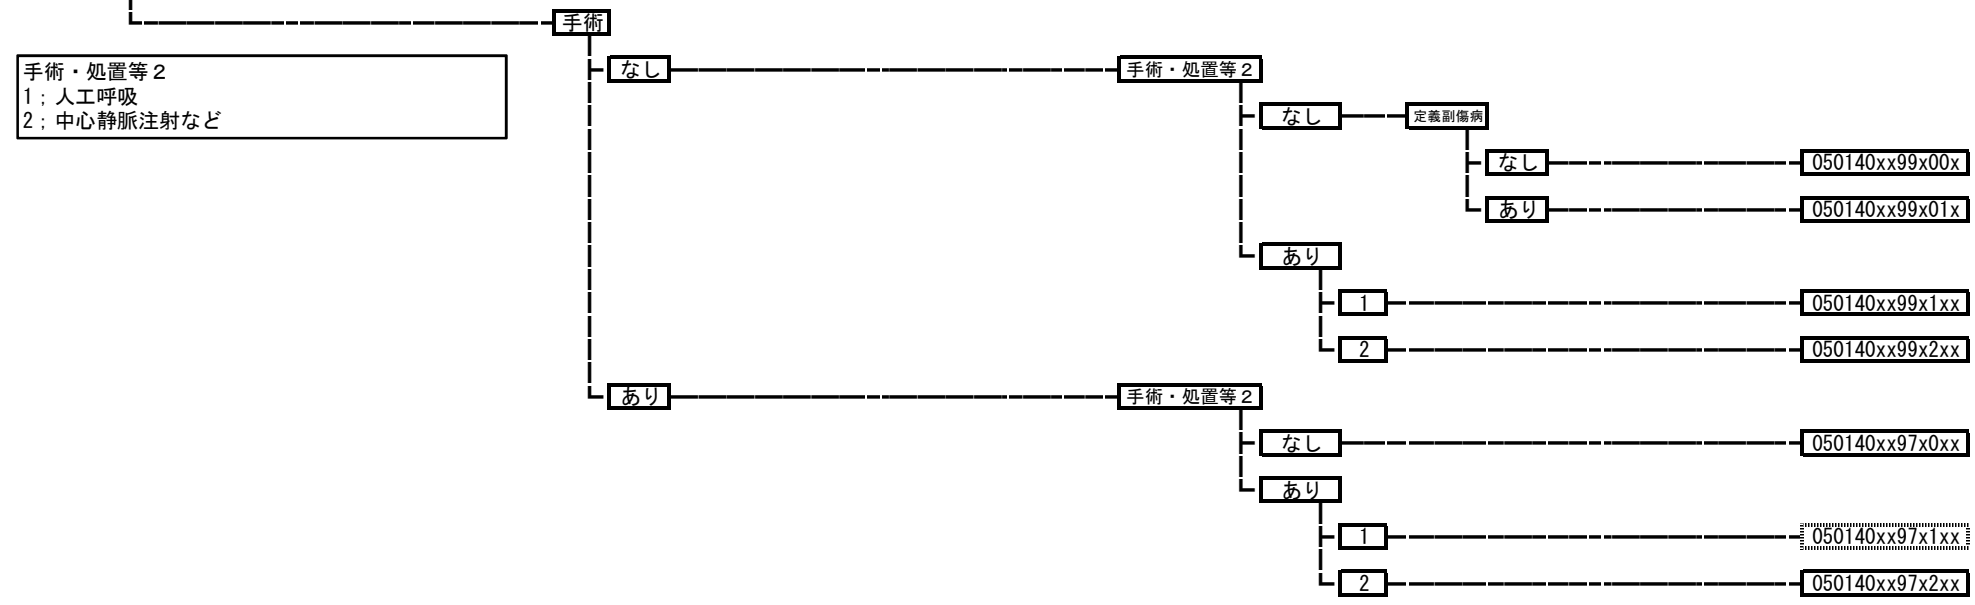 手術
手術・処置等２
1；人工呼吸
2；中心静脈注射など
なし
手術・処置等２
なし
定義副傷病
なし
050140xx99x00x
あり
050140xx99x01x
あり
1
050140xx99x1xx
2
050140xx99x2xx
あり
手術・処置等２
なし
050140xx97x0xx
あり
1
050140xx97x1xx
2
050140xx97x2xx